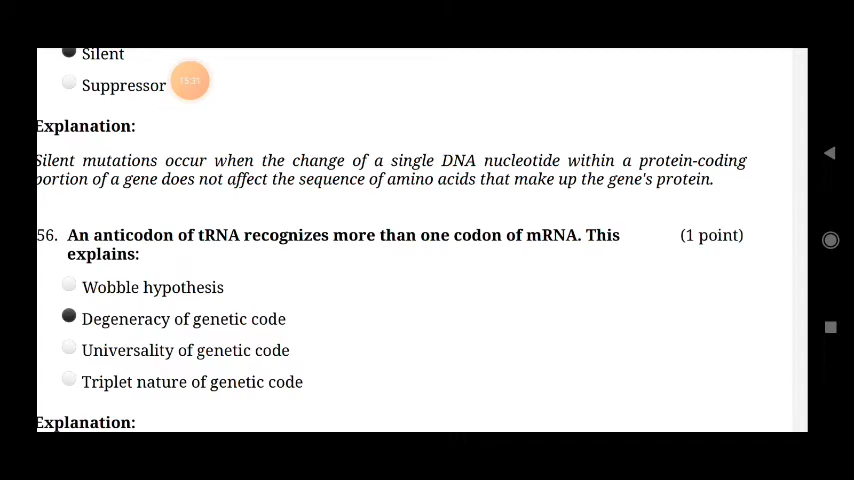 Silent
Suppressor
15:31
Explanation:
Silent mutations occur when the change of a single DNA nucleotide within a protein-coding
portion of a gene does not affect the sequence of amino acids that make up the gene's protein.
56. An anticodon of tRNA recognizes more than one codon of mRNA. This (1 point)
explains:
Wobble hypothesis
Degeneracy of genetic code
Universality of genetic code
Triplet nature of genetic code
Explanation: